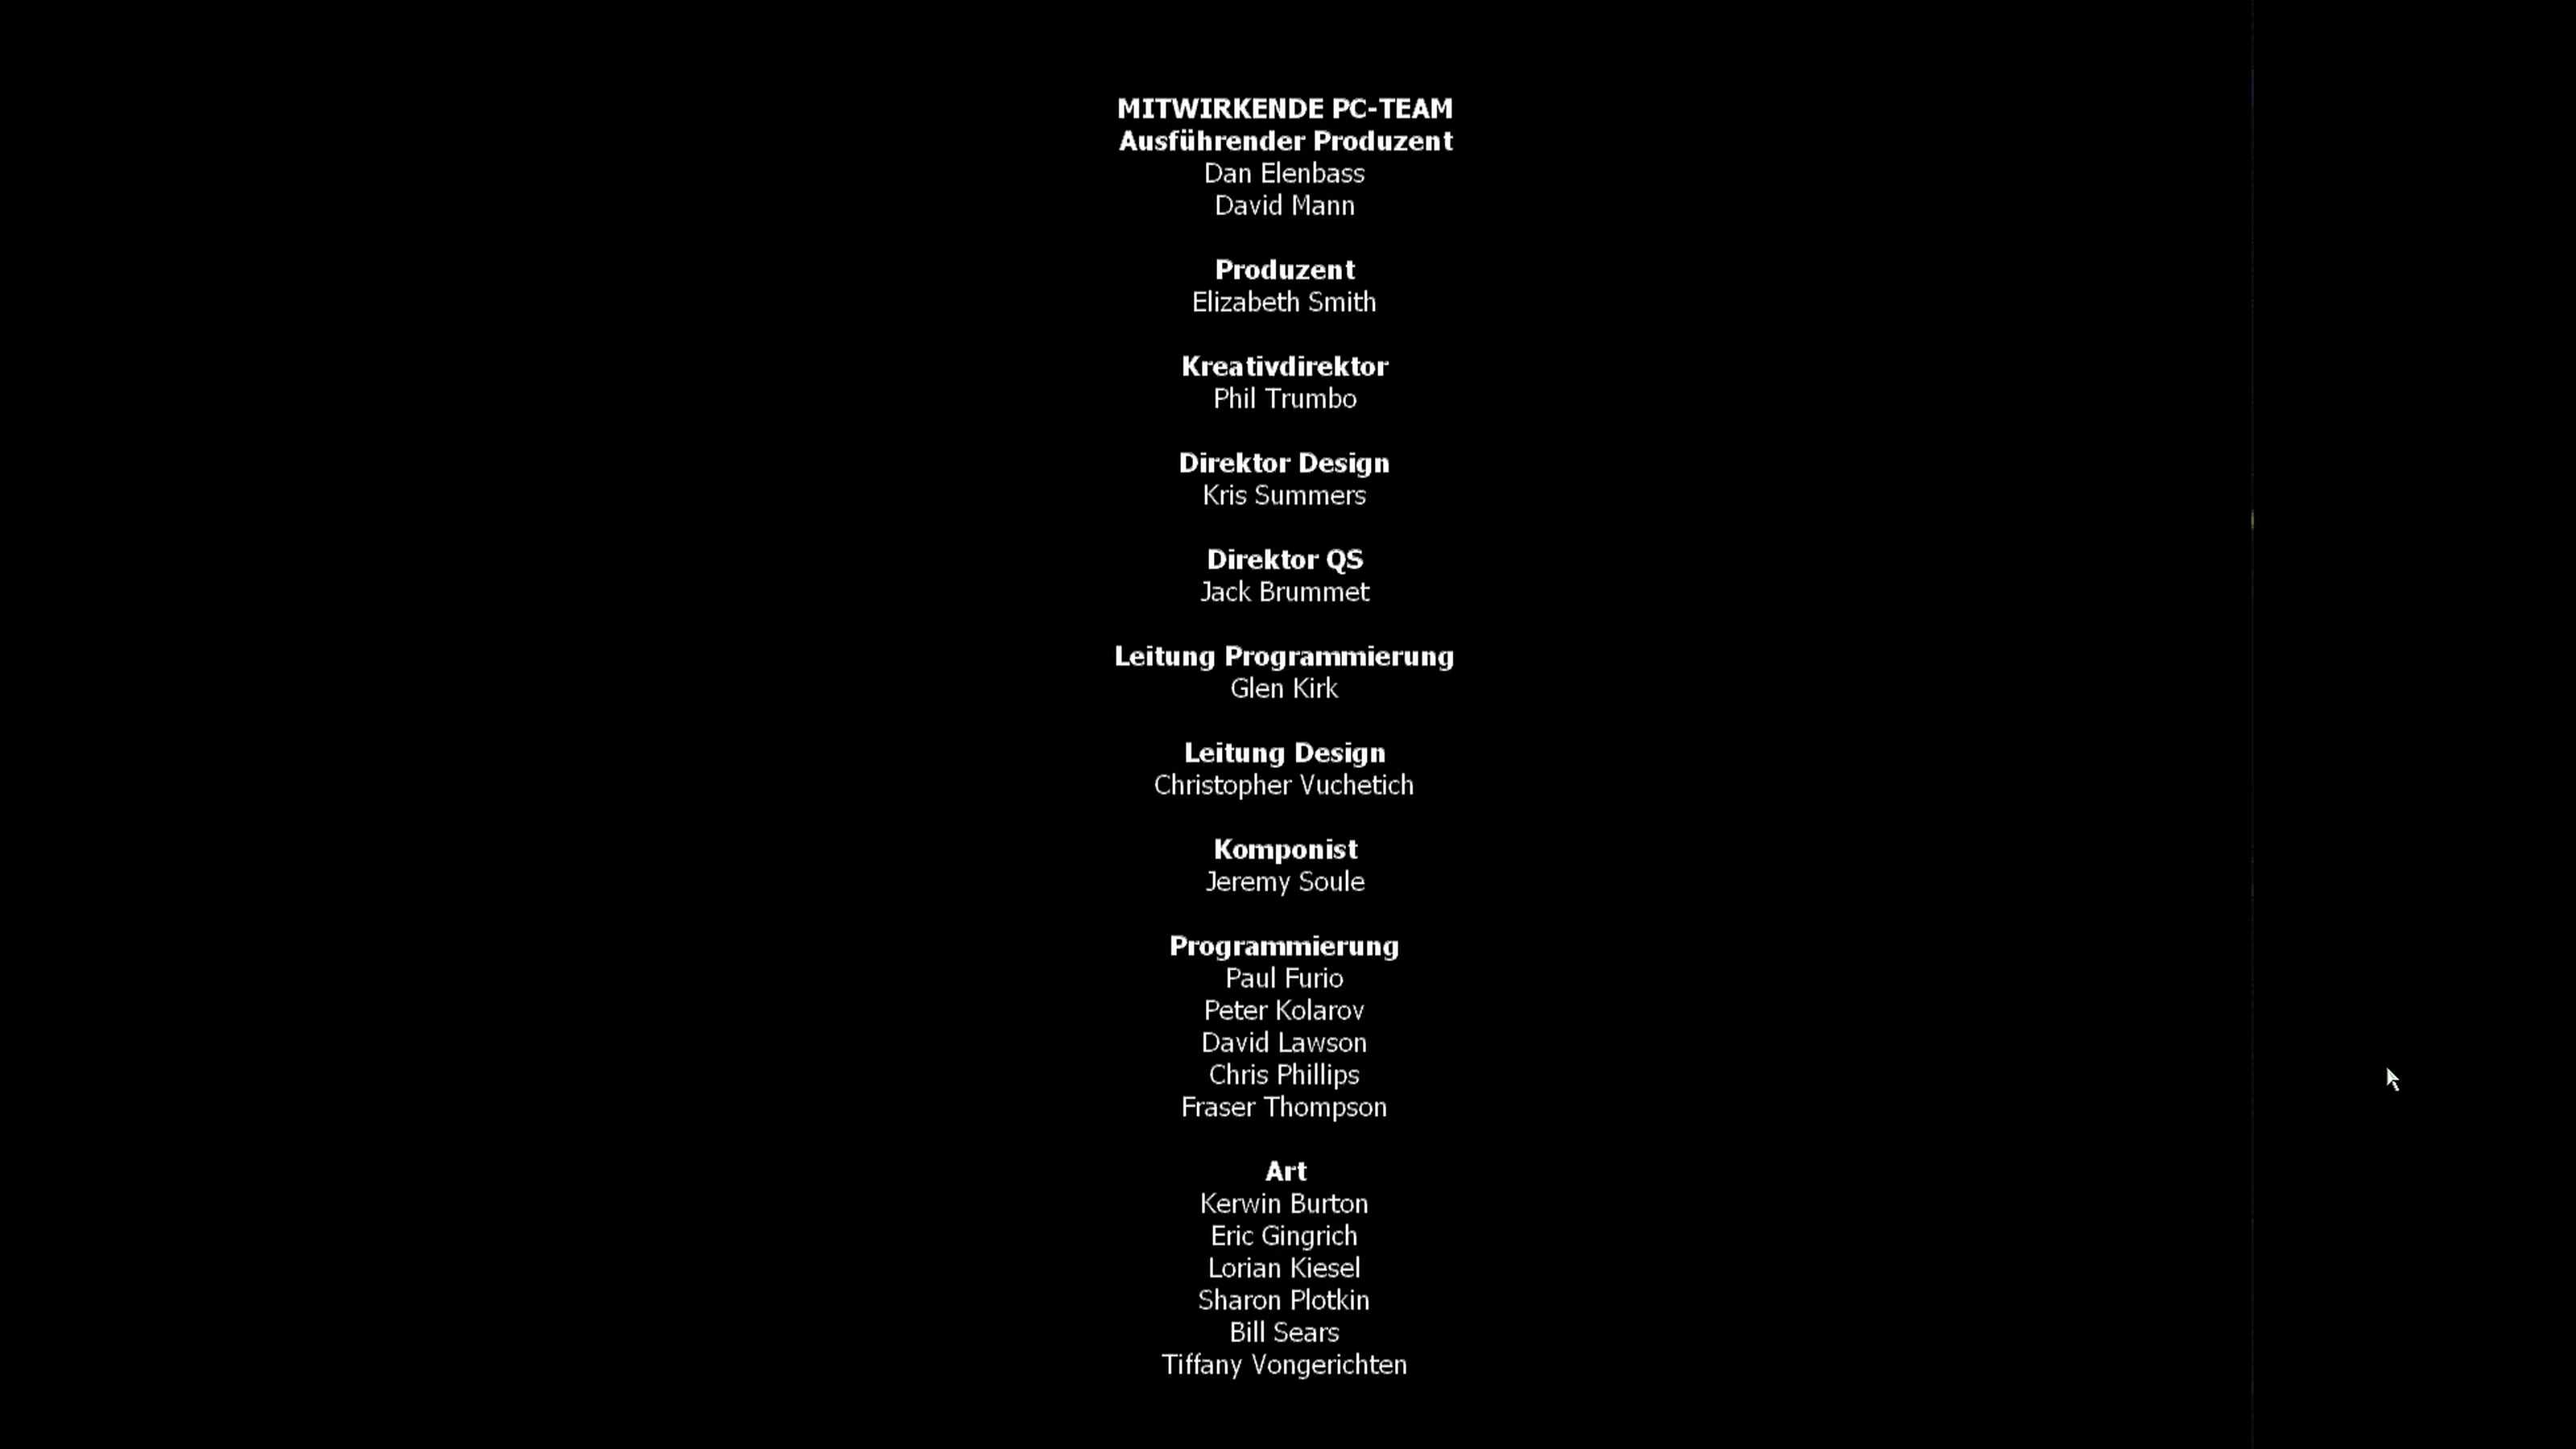 MITWIRKENDE PC-TEAM
Ausführender Produzent
Dan Elenbass
David Mann
Produzent
Elizabeth Smith
Kreativdirektor
Phil Trumbo
Direktor Design
Kris Summers
Direktor QS
Jack Brummet
Leitung Programmierung
Glen Kirk
Leitung Design
Christopher Vuchetich
Komponist
Jeremy Soule
Programmierung
Paul Furio
Peter Kolarov
David Lawson
Chris Phillips
Fraser Thompson
Art
Kerwin Burton
Eric Gingrich
Lorian Kiesel
Sharon Plotkin
Bill Sears
Tiffany Vongerichten